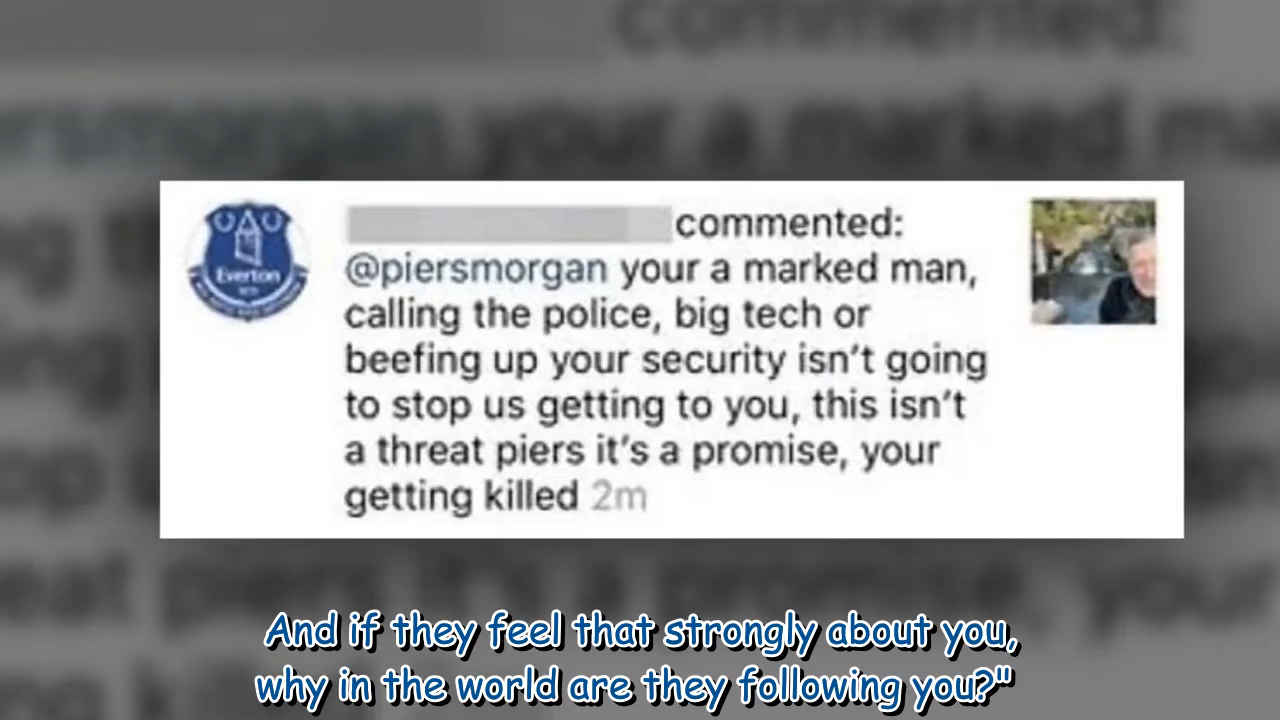 commented:
Everton
commented:
@piersmorgan your a marked man,
calling the police, big tech or
beefing up your security isn't going
to stop us getting to you, this isn't
a threat piers it's a promise, your
getting killed 2m
And if they feel that strongly about you,
why in the world are they following you?"